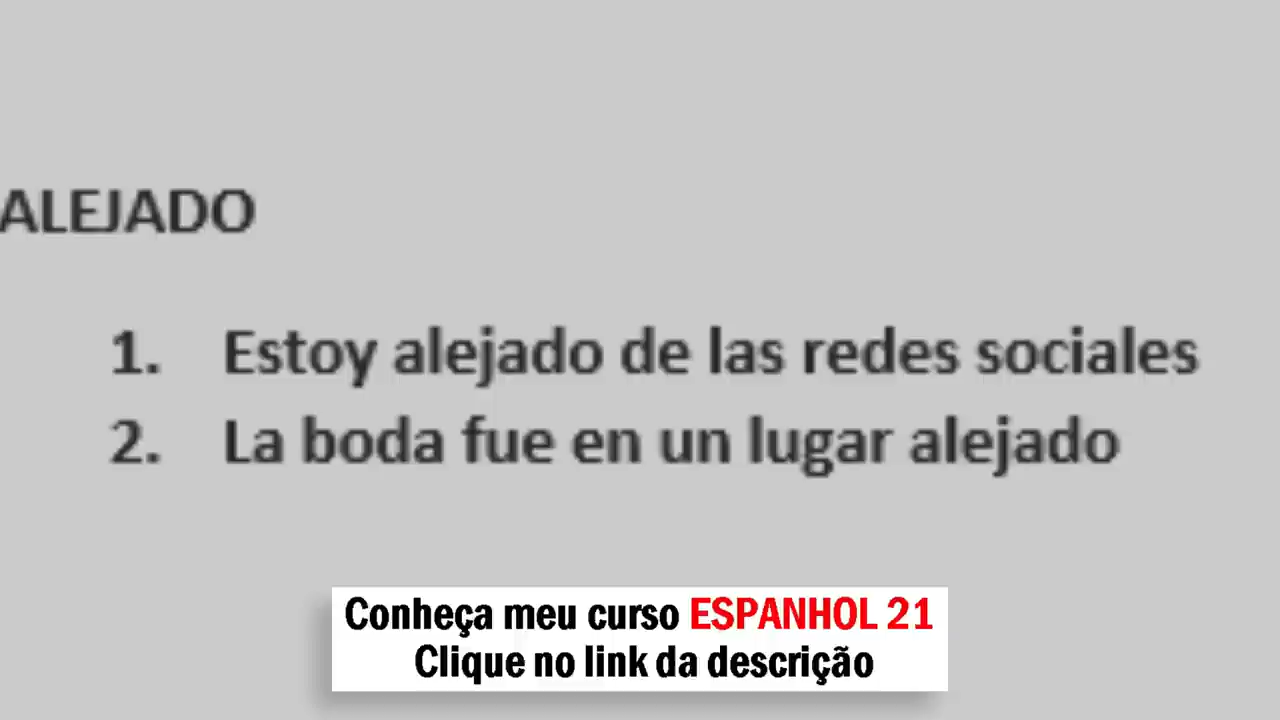 ALEJADO
1. Estoy alejado de las redes sociales
2. La boda fue en un lugar alejado
Conheça meu curso ESPANHOL 21
Clique no link da descrição